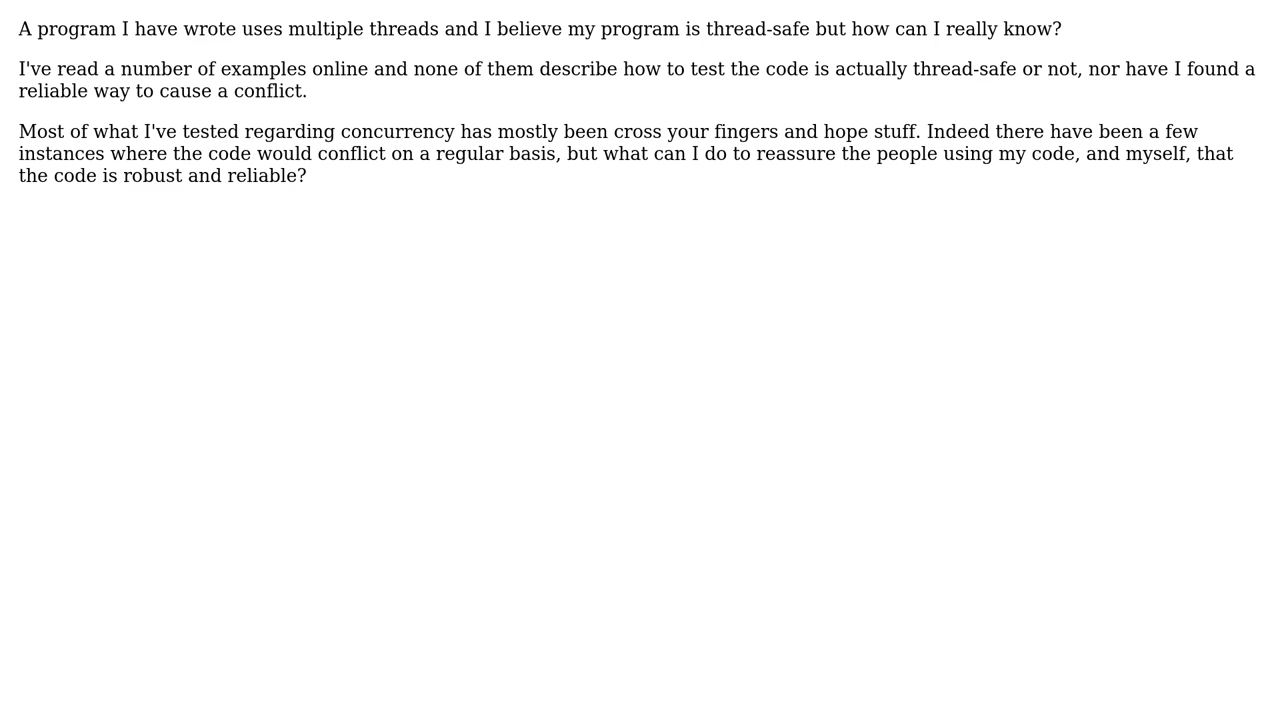 A program I have wrote uses multiple threads and I believe my program is thread-safe but how can I really know?
I've read a number of examples online and none of them describe how to test the code is actually thread-safe or not, nor have I found a
reliable way to cause a conflict.
Most of what I've tested regarding concurrency has mostly been cross your fingers and hope stuff. Indeed there have been a few
instances where the code would conflict on a regular basis, but what can I do to reassure the people using my code, and myself, that
the code is robust and reliable?